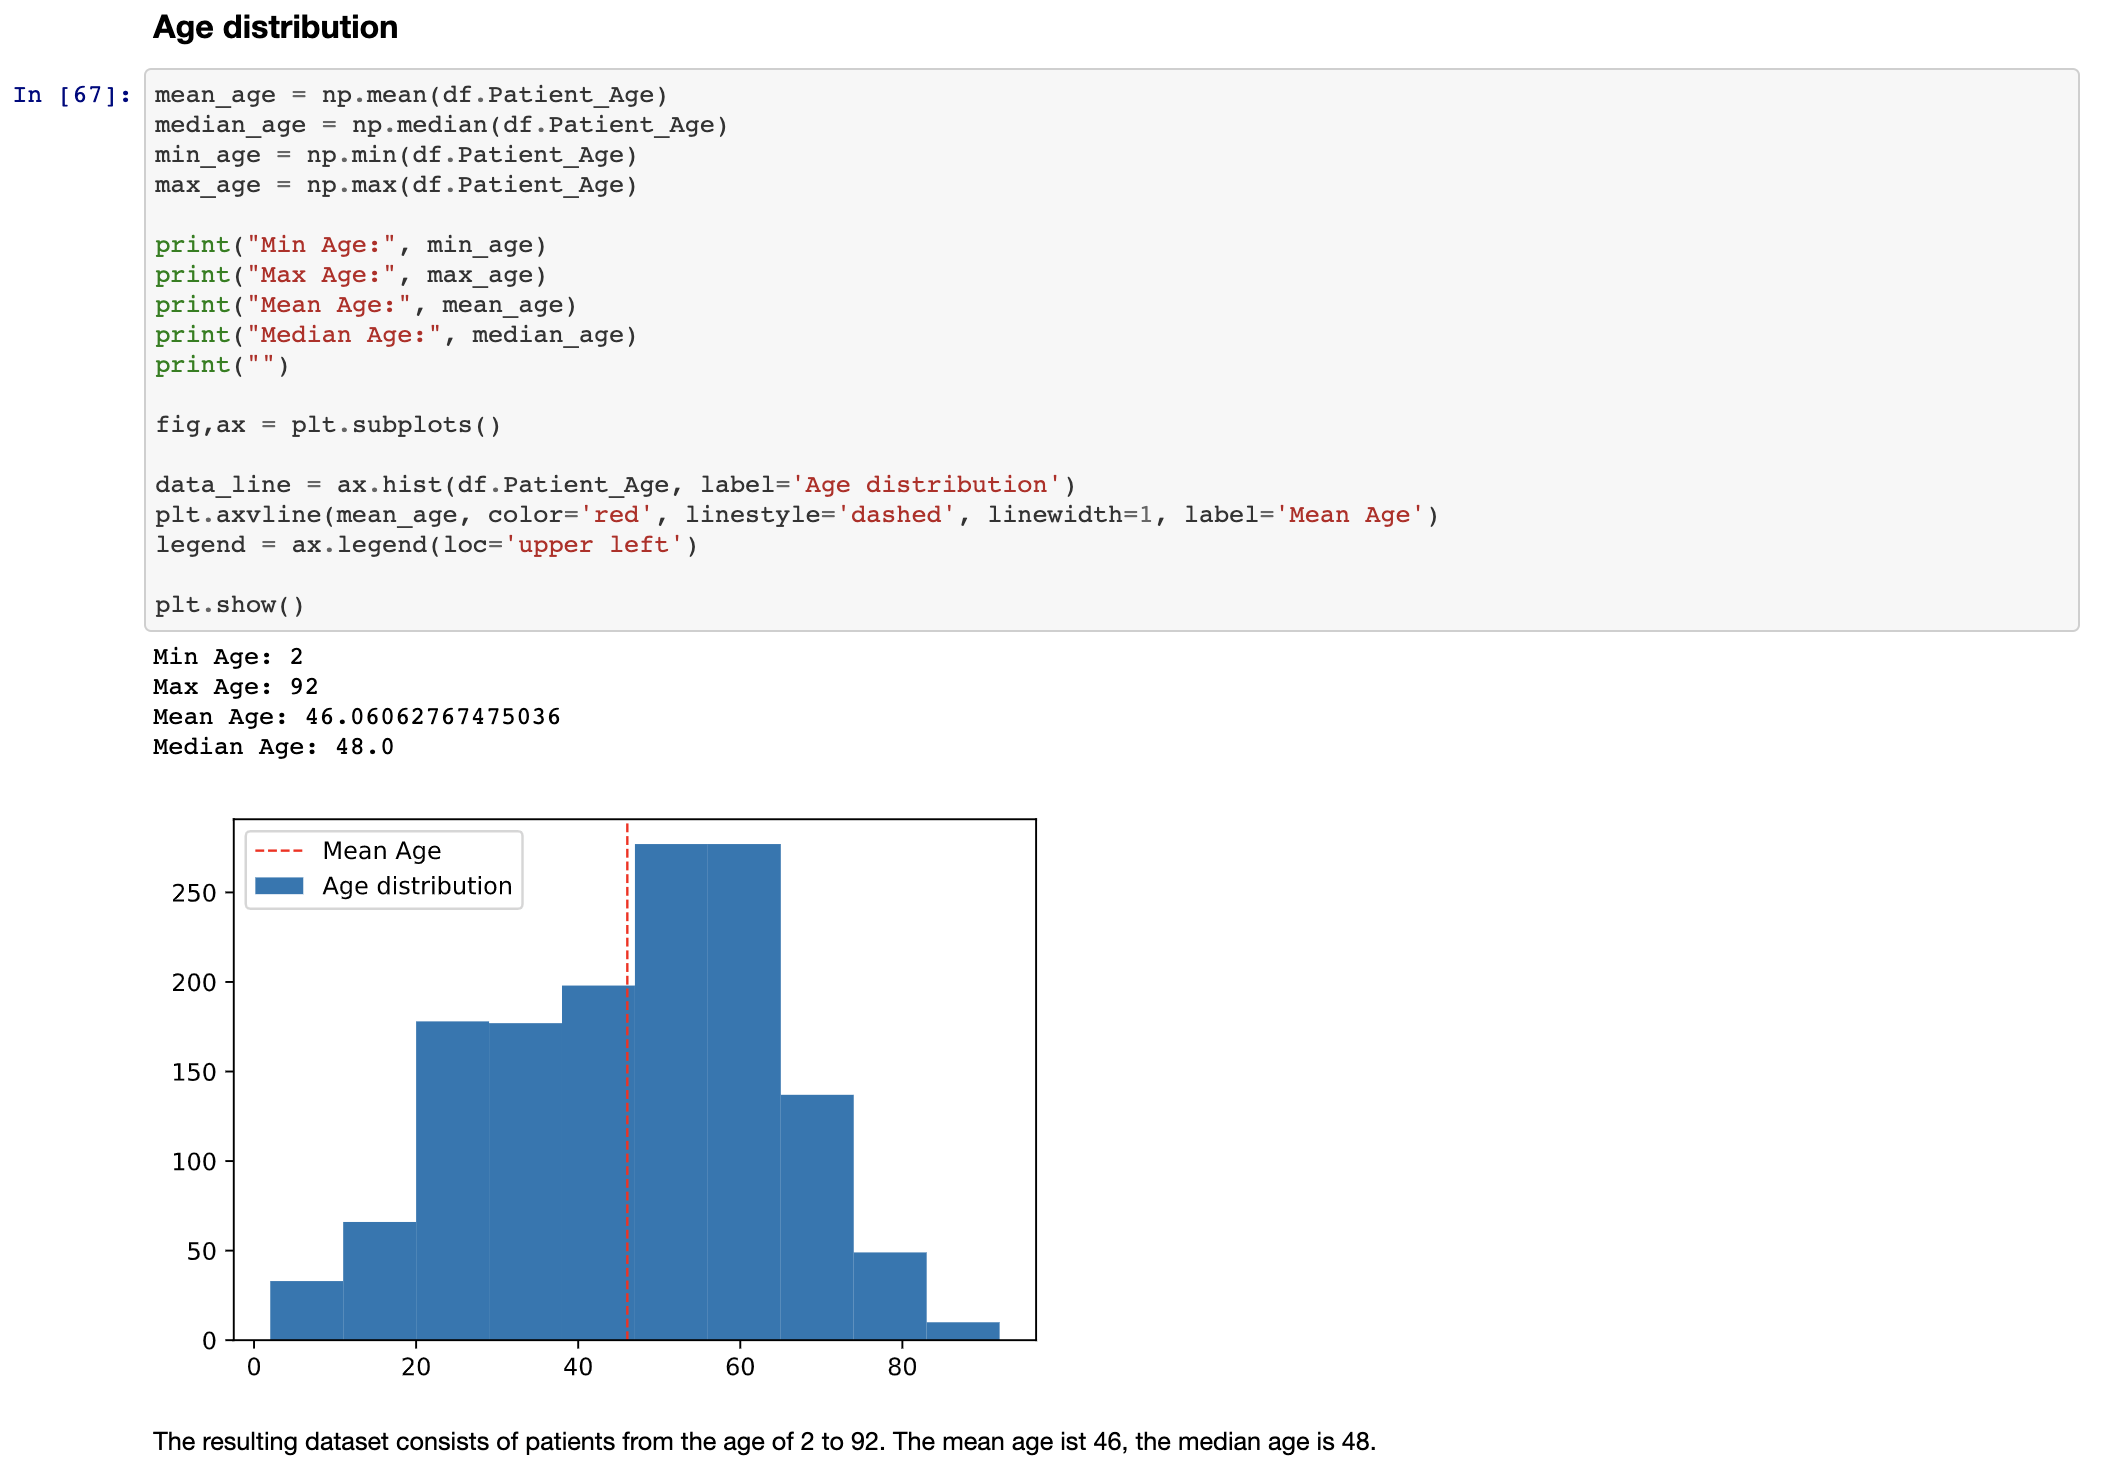 Age distribution
In [67]:
mean_age = np.mean(df.Patient_Age)
median_age = np.median(df.Patient_Age)
min_age = np.min(df.Patient_Age)
max_age = np.max(df.Patient_Age)
print("Min Age:", min_age)
print("Max Age:", max_age)
print("Mean Age:", mean_age)
print("Median Age:", median_age)
print("")
fig,ax = plt.subplots()
data_line = ax.hist(df.Patient_Age, label='Age distribution')
plt.axvline(mean_age, color='red', linestyle='dashed', linewidth=1, label='Mean Age')
legend = ax.legend(loc='upper left')
plt.show()
Min Age: 2
Max Age: 92
Mean Age: 46.06062767475036
Median Age: 48.0
Mean Age
Age distribution
250
200
150
100
50
0
0 20 40 60 80
The resulting dataset consists of patients from the age of 2 to 92. The mean age ist 46, the median age is 48.